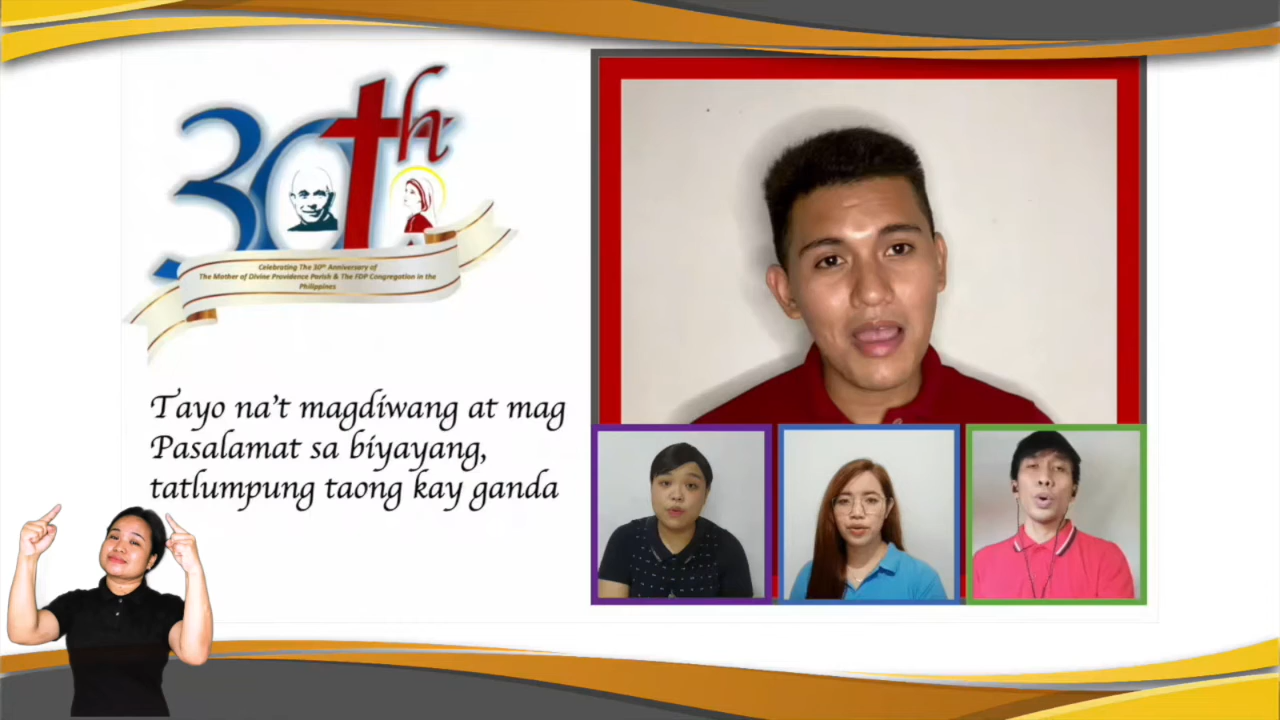 30th
Celebrating The 30th Anniversary of
The Mother of Divine Providence Parish & The FDP Congregation in the
Philippines
Tayo na't magdiwang at mag
Pasalamat sa biyayang,
tatlumpung taong kay ganda